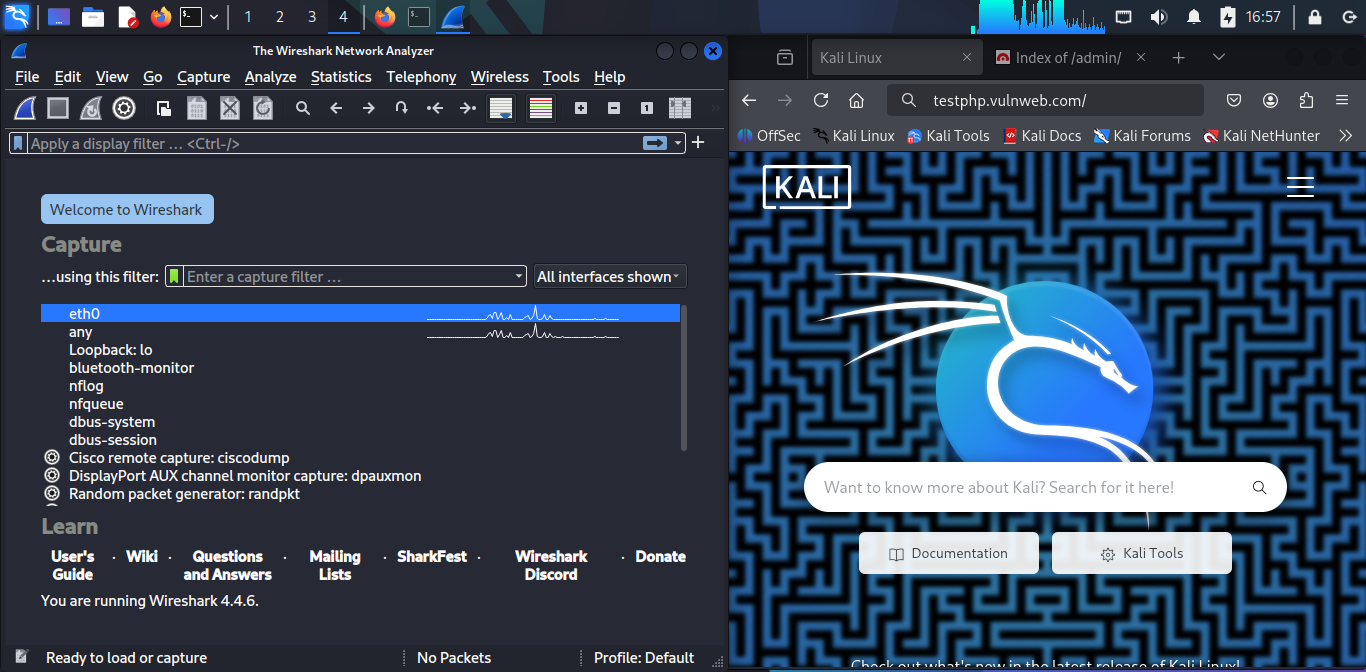 1 2 3 4
16:57
The Wireshark Network Analyzer
File Edit View Go Capture Analyze Statistics Telephony Wireless Tools Help
Apply a display filter … <Ctrl-/>
Welcome to Wireshark
Capture
…using this filter: Enter a capture filter … All interfaces shown
eth0
any
Loopback: lo
bluetooth-monitor
nflog
nfqueue
dbus-system
dbus-session
Cisco remote capture: ciscodump
DisplayPort AUX channel monitor capture: dpauxmon
Random packet generator: randpkt
Learn
User's Guide · Wiki · Questions and Answers · Mailing Lists · SharkFest · Wireshark Discord · Donate
You are running Wireshark 4.4.6.
Ready to load or capture No Packets Profile: Default
Kali Linux Index of /admin/
testphp.vulnweb.com/
OffSec Kali Linux Kali Tools Kali Docs Kali Forums Kali NetHunter
KALI
Want to know more about Kali? Search for it here!
Documentation Kali Tools
Check out what's new in the latest release of Kali Linux!